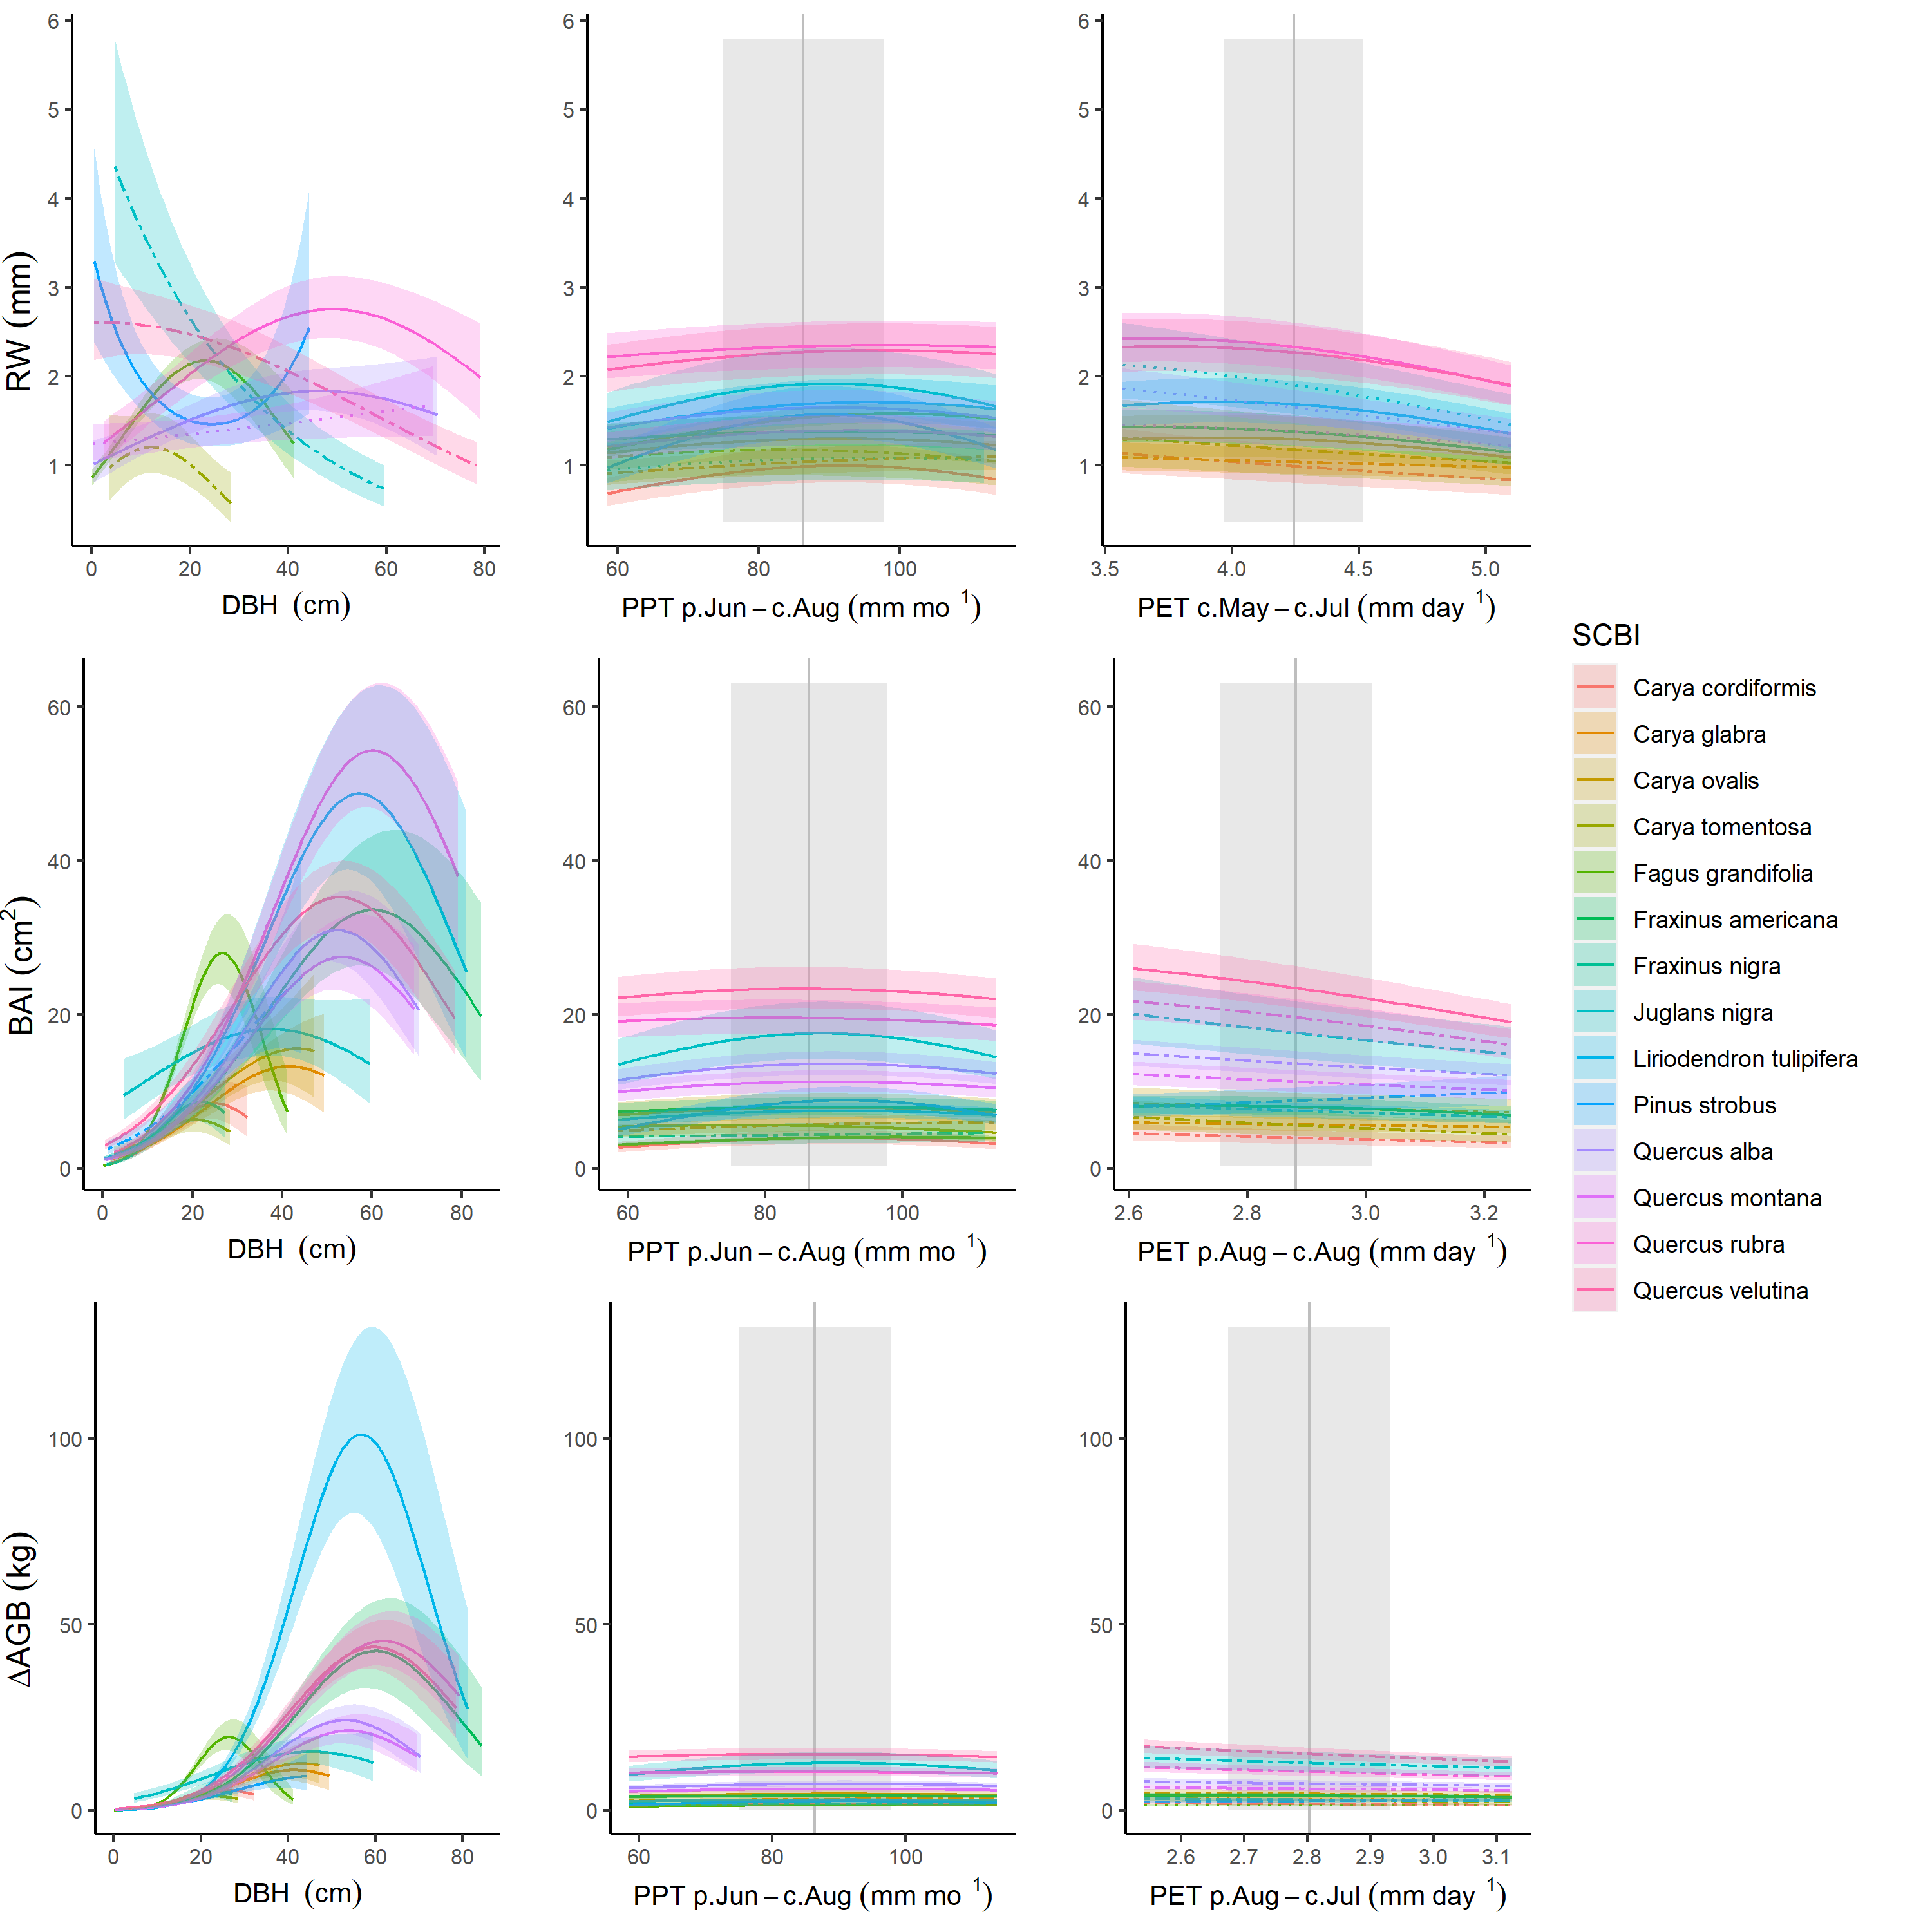 6
5
4
3
2
1
RW (mm)
0 20 40 60 80
DBH (cm)
6
5
4
3
2
1
60 80 100
PPT p.Jun – c.Aug (mm mo⁻¹)
6
5
4
3
2
1
3.5 4.0 4.5 5.0
PET c.May – c.Jul (mm day⁻¹)
60
40
20
0
BAI (cm²)
0 20 40 60 80
DBH (cm)
60
40
20
0
60 80 100
PPT p.Jun – c.Aug (mm mo⁻¹)
60
40
20
0
2.6 2.8 3.0 3.2
PET p.Aug – c.Aug (mm day⁻¹)
100
50
0
ΔAGB (kg)
0 20 40 60 80
DBH (cm)
100
50
0
60 80 100
PPT p.Jun – c.Aug (mm mo⁻¹)
100
50
0
2.6 2.7 2.8 2.9 3.0 3.1
PET p.Aug – c.Jul (mm day⁻¹)
SCBI
Carya cordiformis
Carya glabra
Carya ovalis
Carya tomentosa
Fagus grandifolia
Fraxinus americana
Fraxinus nigra
Juglans nigra
Liriodendron tulipifera
Pinus strobus
Quercus alba
Quercus montana
Quercus rubra
Quercus velutina